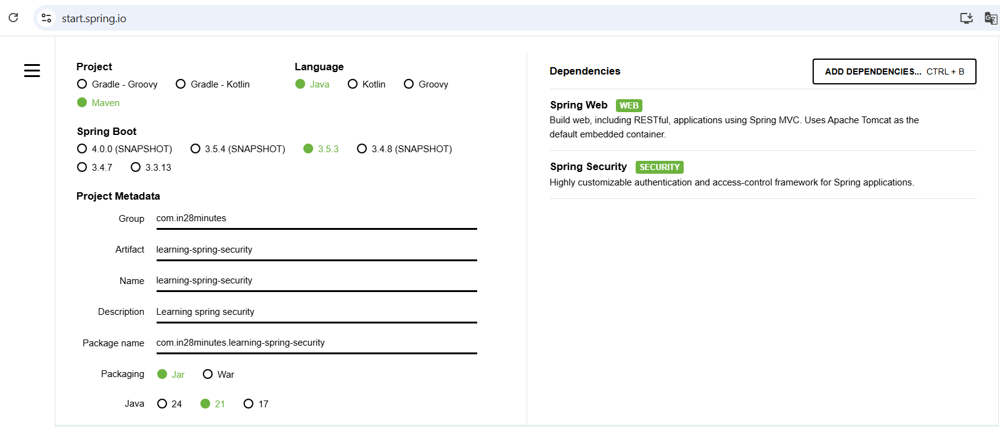 start.spring.io
Project
Gradle - Groovy Gradle - Kotlin
Maven
Language
Java Kotlin Groovy
Spring Boot
4.0.0 (SNAPSHOT) 3.5.4 (SNAPSHOT) 3.5.3 3.4.8 (SNAPSHOT)
3.4.7 3.3.13
Project Metadata
Group com.in28minutes
Artifact learning-spring-security
Name learning-spring-security
Description Learning spring security
Package name com.in28minutes.learning-spring-security
Packaging Jar War
Java 24 21 17
Dependencies ADD DEPENDENCIES... CTRL + B
Spring Web WEB
Build web, including RESTful, applications using Spring MVC. Uses Apache Tomcat as the
default embedded container.
Spring Security SECURITY
Highly customizable authentication and access-control framework for Spring applications.